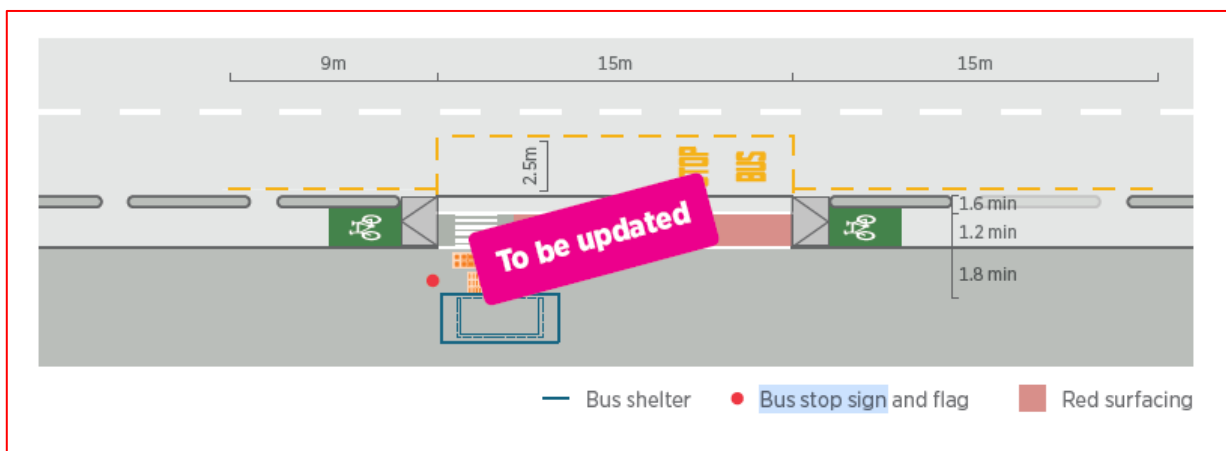 9m
15m
15m
2.5m
STOP
BUS
To be updated
1.6 min
1.2 min
1.8 min
Bus shelter
Bus stop sign and flag
Red surfacing